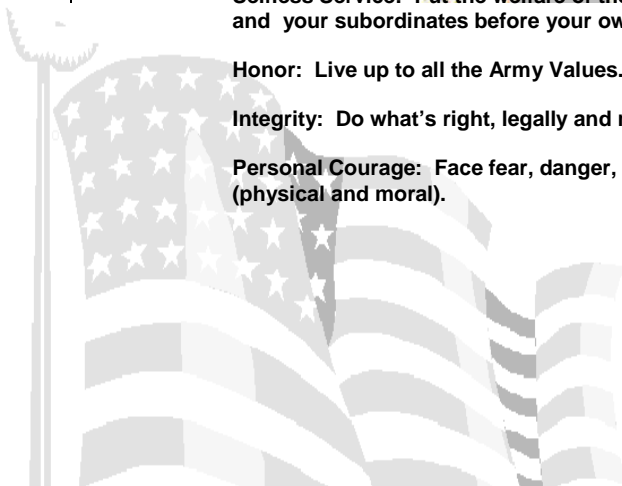 and your subordinates before your
Honor: Live up to all the Army Values.
Integrity: Do what's right, legally and
Personal Courage: Face fear, danger,
(physical and moral).